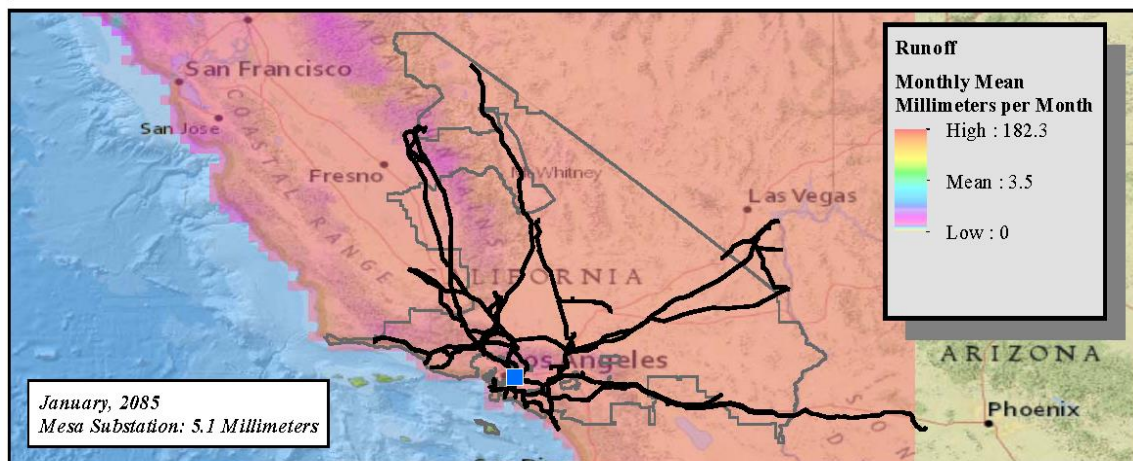 San Francisco
San Jose
COASTAL RANGE
Fresno
Mt Whitney
Las Vegas
CALIFORNIA
Los Angeles
ARIZONA
Phoenix
Runoff
Monthly Mean
Millimeters per Month
High : 182.3
Mean : 3.5
Low : 0
January, 2085
Mesa Substation: 5.1 Millimeters